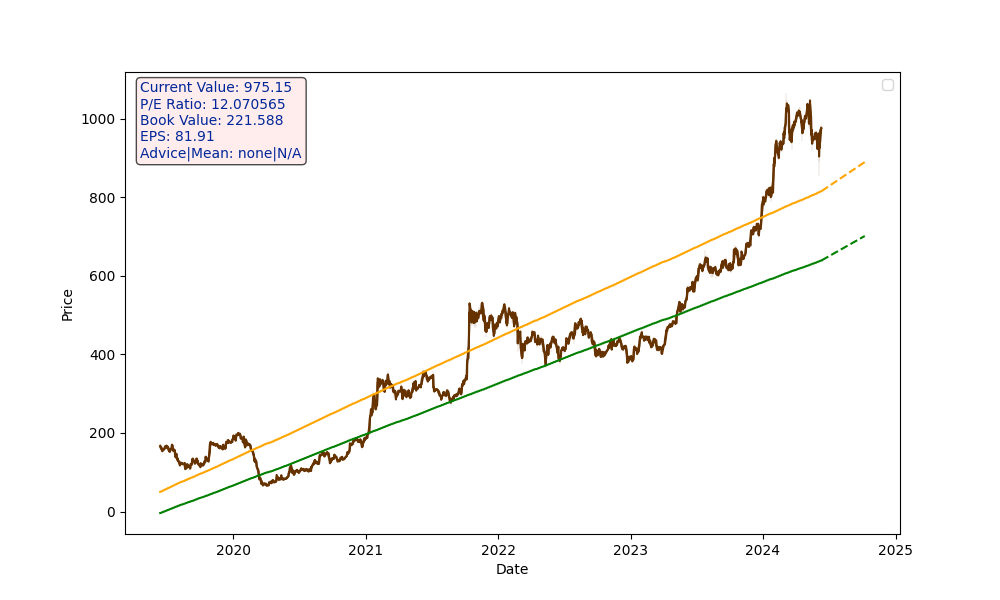 Current Value: 975.15
P/E Ratio: 12.070565
Book Value: 221.588
EPS: 81.91
Advice|Mean: none|N/A
1000
800
600
400
200
0
Price
2020 2021 2022 2023 2024 2025
Date